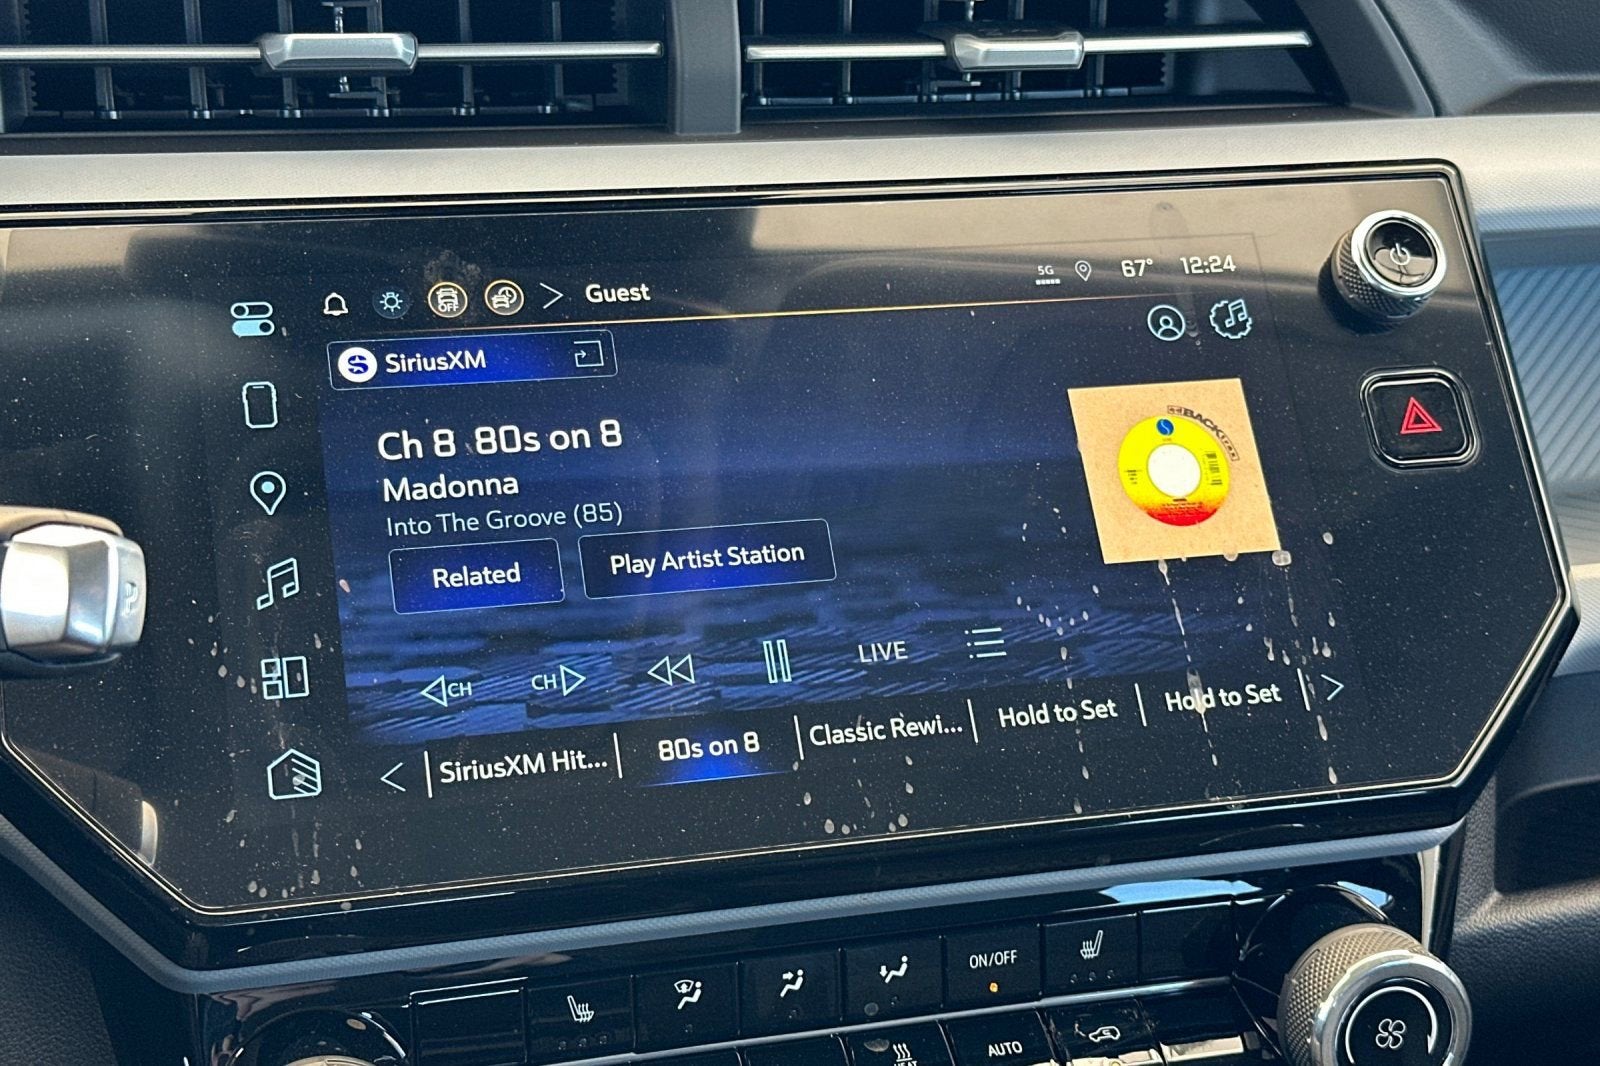 Guest
5G
67°
12:24
SiriusXM
Ch 8 80s on 8
Madonna
Into The Groove (85)
Related
Play Artist Station
BACKtrax
CH
CH
LIVE
SiriusXM Hit...
80s on 8
Classic Rewi...
Hold to Set
Hold to Set
OFF
ON/OFF
AUTO